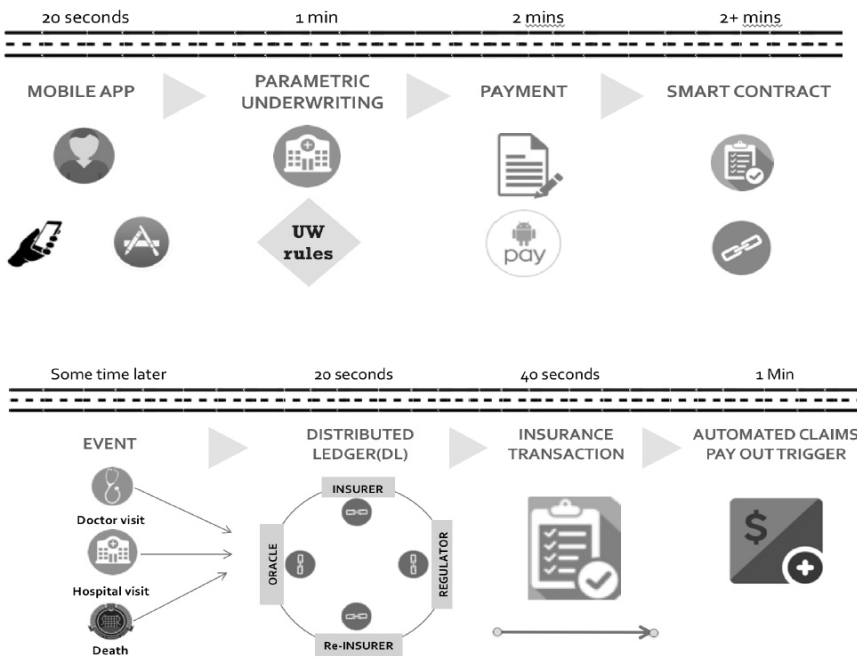 20 seconds
1 min
2 mins
2+ mins
MOBILE APP
PARAMETRIC
UNDERWRITING
PAYMENT
SMART CONTRACT
UW
rules
pay
Some time later
20 seconds
40 seconds
1 Min
EVENT
DISTRIBUTED
LEDGER(DL)
INSURANCE
TRANSACTION
AUTOMATED CLAIMS
PAY OUT TRIGGER
Doctor visit
Hospital visit
Death
INSURER
ORACLE
REGULATOR
Re-INSURER
$